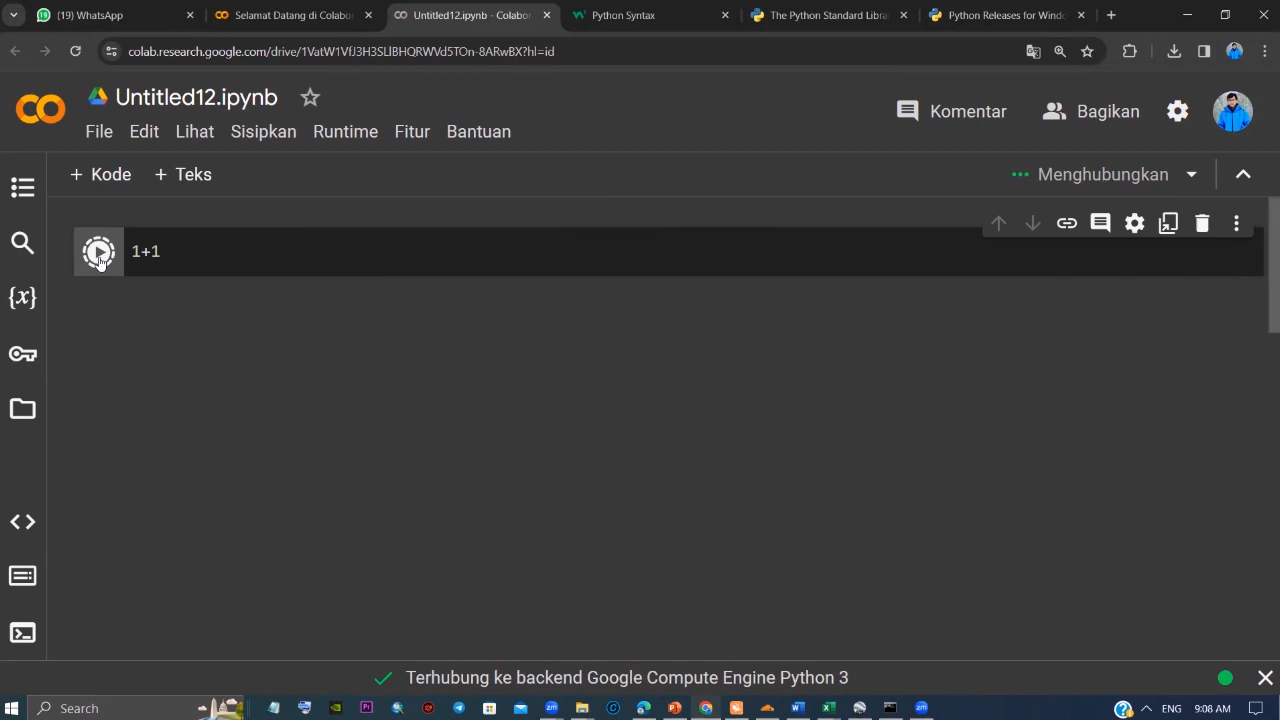 (19) WhatsApp
Selamat Datang di Colabo
Untitled12.ipynb - Colabor
Python Syntax
The Python Standard Libra
Python Releases for Windo
colab.research.google.com/drive/1VatW1VfJ3H3SLlBHQRWVd5TOn-8ARwBX?hl=id
Untitled12.ipynb
Komentar
Bagikan
File Edit Lihat Sisipkan Runtime Fitur Bantuan
+ Kode + Teks
Menghubungkan
1+1
{x}
Terhubung ke backend Google Compute Engine Python 3
Search
ENG 9:08 AM